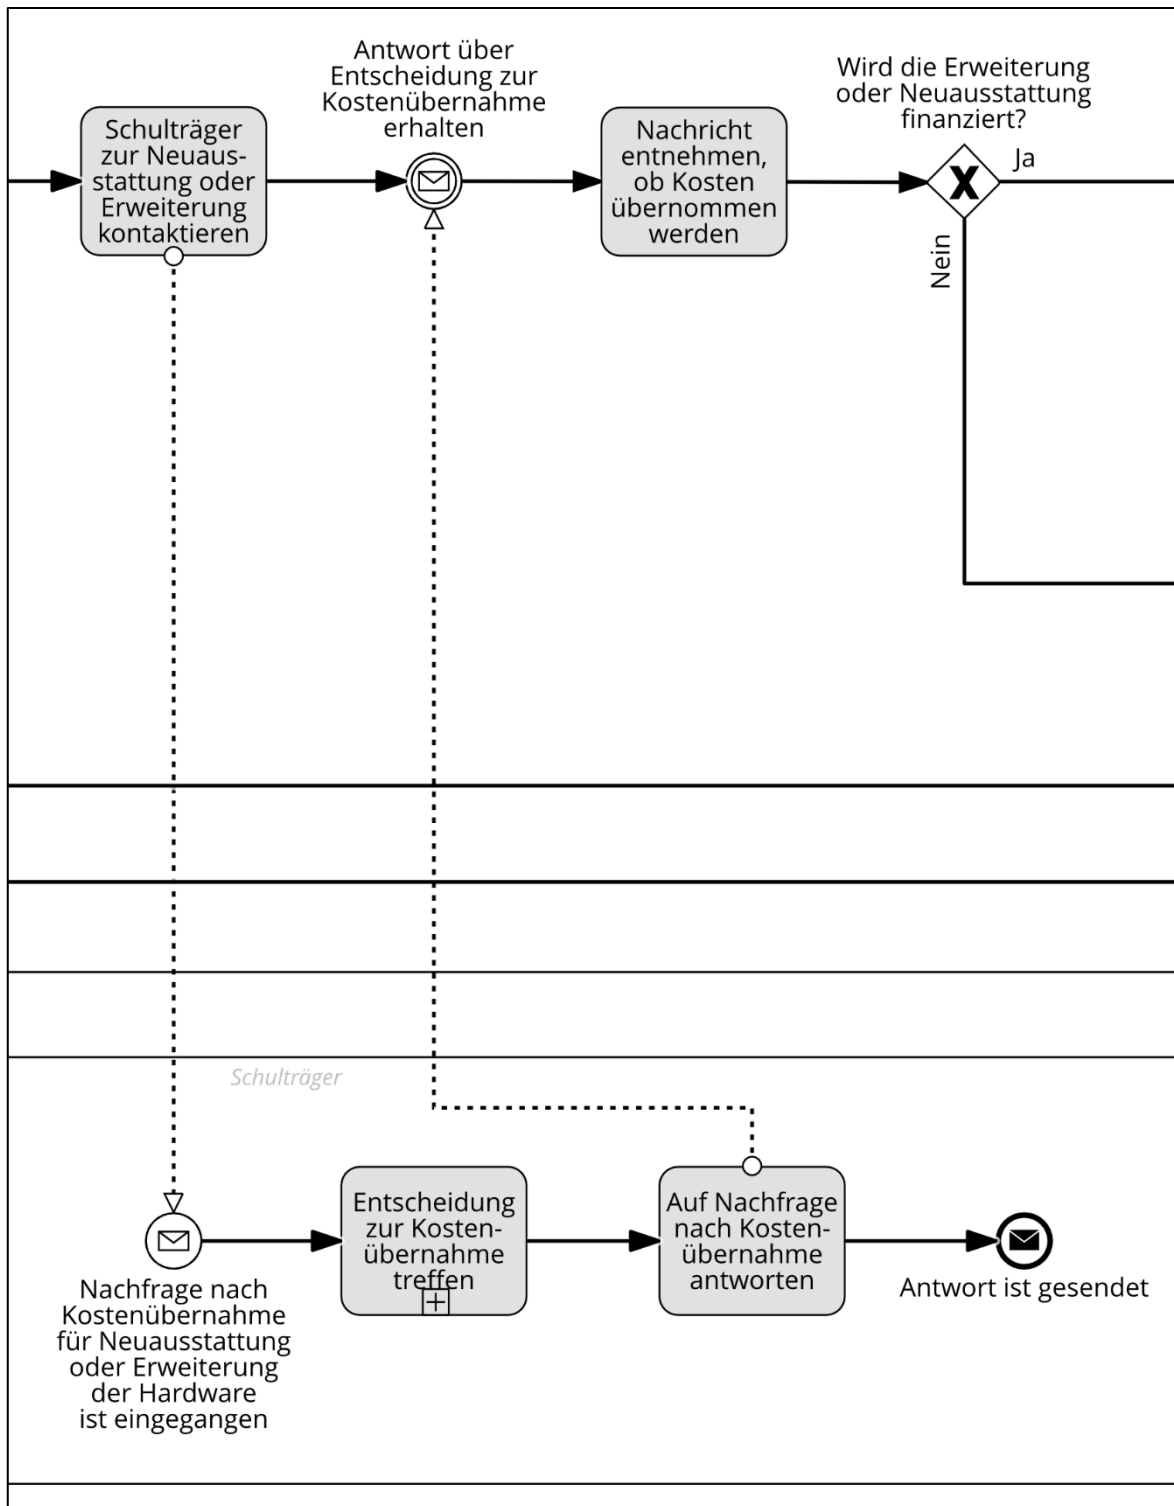 Antwort über
Entscheidung zur
Kostenübernahme
erhalten
Wird die Erweiterung
oder Neuausstattung
finanziert?
Schulträger
zur Neuaus-
stattung oder
Erweiterung
kontaktieren
Nachricht
entnehmen,
ob Kosten
übernommen
werden
Ja
Nein
Schulträger
Entscheidung
zur Kosten-
übernahme
treffen
Auf Nachfrage
nach Kosten-
übernahme
antworten
Nachfrage nach
Kostenübernahme
für Neuausstattung
oder Erweiterung
der Hardware
ist eingegangen
Antwort ist gesendet